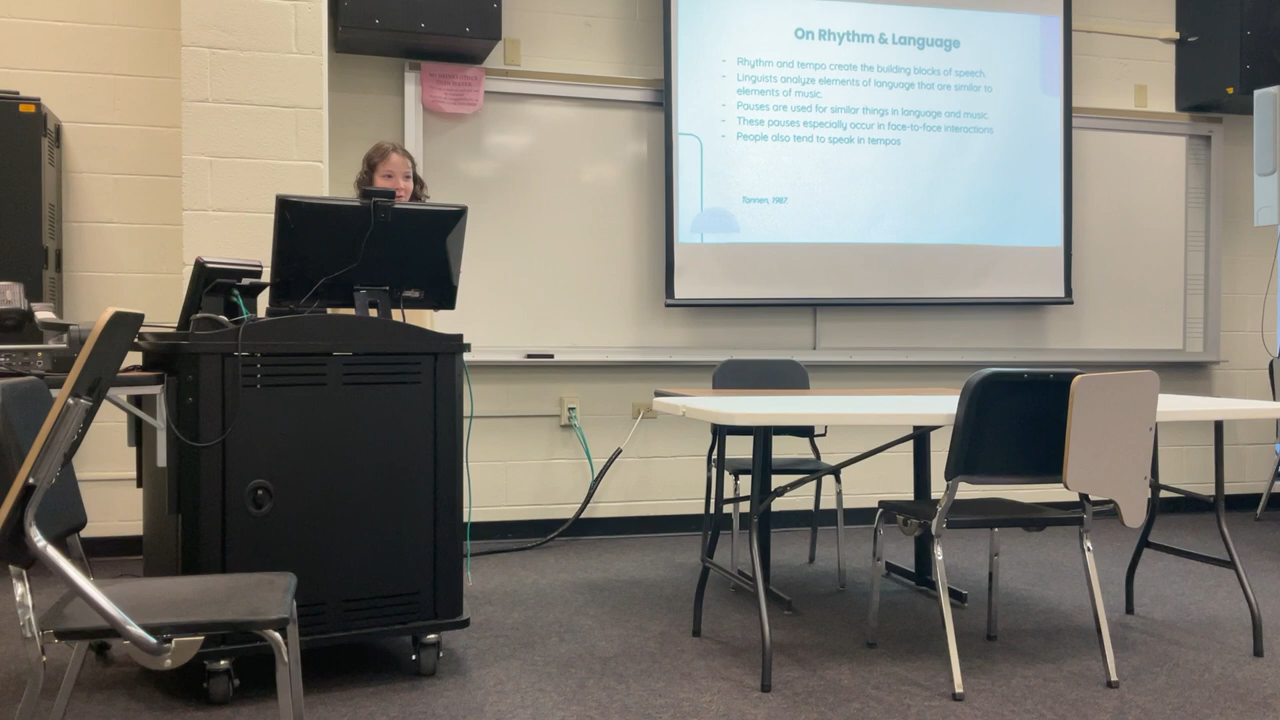 On Rhythm & Language
- Rhythm and tempo create the building blocks of speech.
- Linguists analyze elements of language that are similar to
elements of music.
- Pauses are used for similar things in language and music.
- These pauses especially occur in face-to-face interactions
- People also tend to speak in tempos
Tannen, 1987